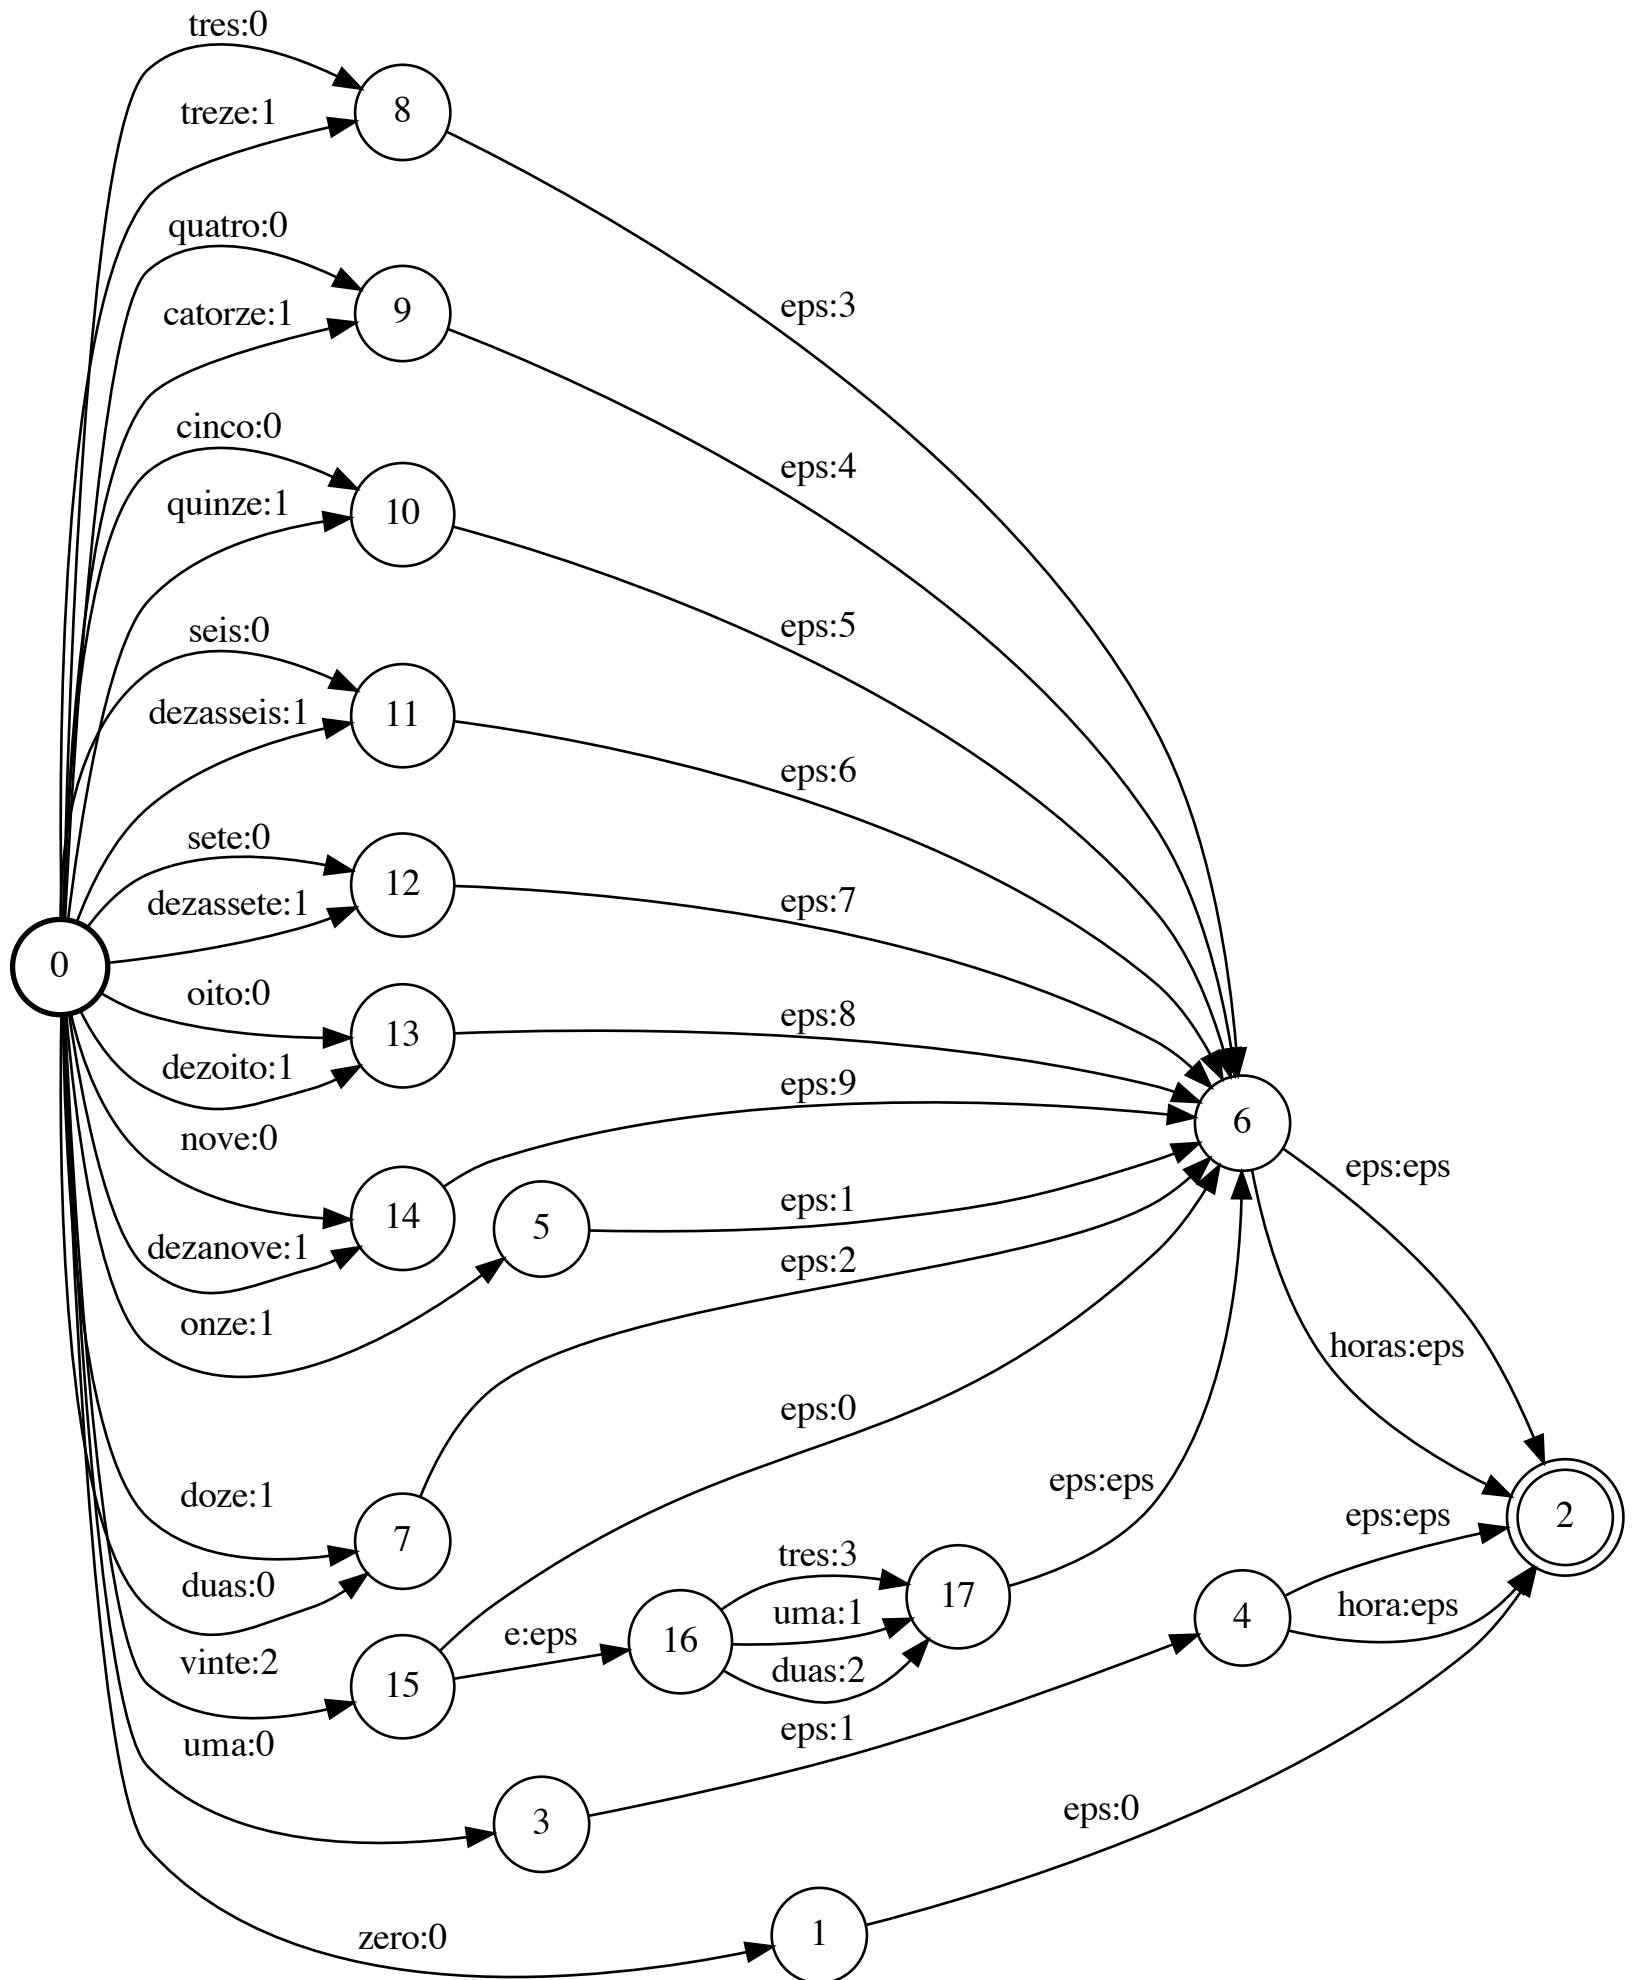 tres:0
8
treze:1
quatro:0
9
catorze:1
eps:3
cinco:0
eps:4
quinze:1
10
seis:0
eps:5
dezasseis:1
11
eps:6
sete:0
12
dezassete:1
eps:7
0
oito:0
13
eps:8
dezoito:1
eps:9
6
nove:0
eps:eps
14
5
eps:1
dezanove:1
eps:2
onze:1
horas:eps
eps:0
doze:1
eps:eps
2
7
eps:eps
tres:3
duas:0
17
4
hora:eps
uma:1
e:eps
16
vinte:2
duas:2
15
eps:1
uma:0
3
eps:0
zero:0
1